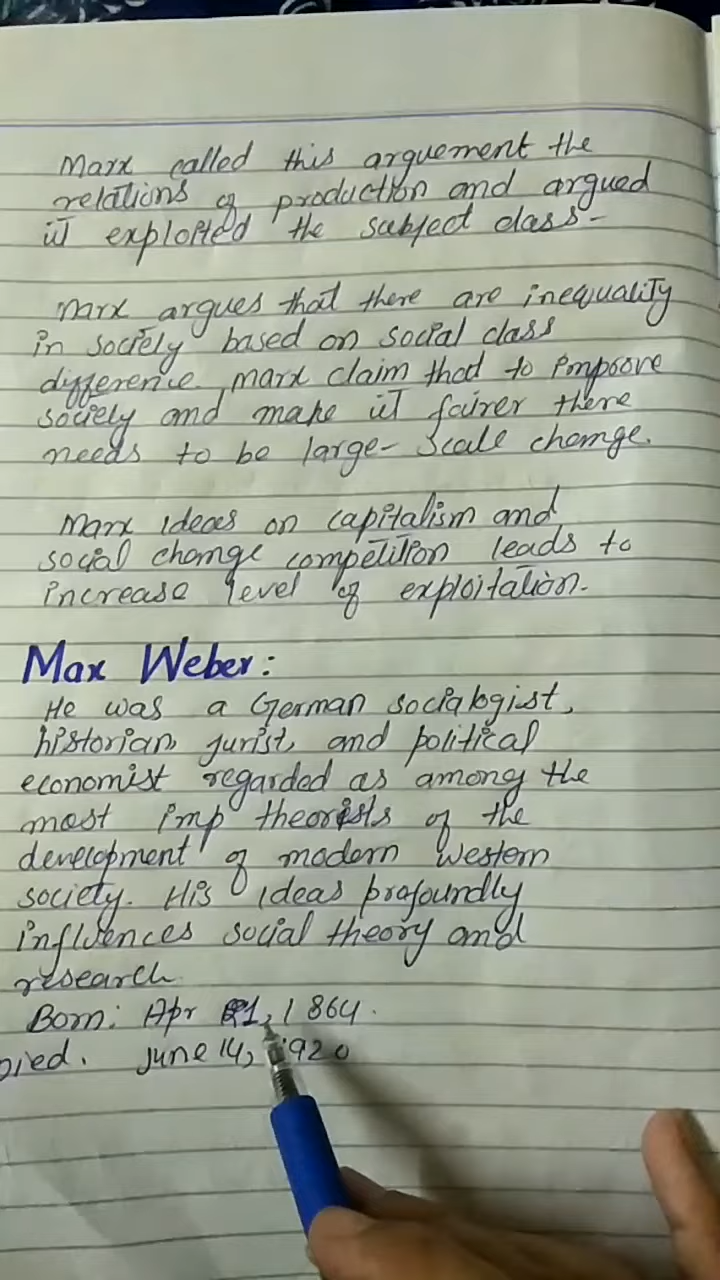 Marx called this arguement the
relations of production and argued
it exploited the subject class-
Marx argues that there are inequality
in society based on social class
difference. marx claim that to improve
society and make it fairer there
needs to be large-scale change.
Marx ideas on capitalism and
social change competition leads to
increase level of exploitation.
Max Weber:
He was a German socialogist,
historian, jurist, and political
economist regarded as among the
most imp theorists of the
development of modern western
society. His ideas profoundly
influences social theory and
research
Born: Apr 21, 1864.
Died. June 14, 1920